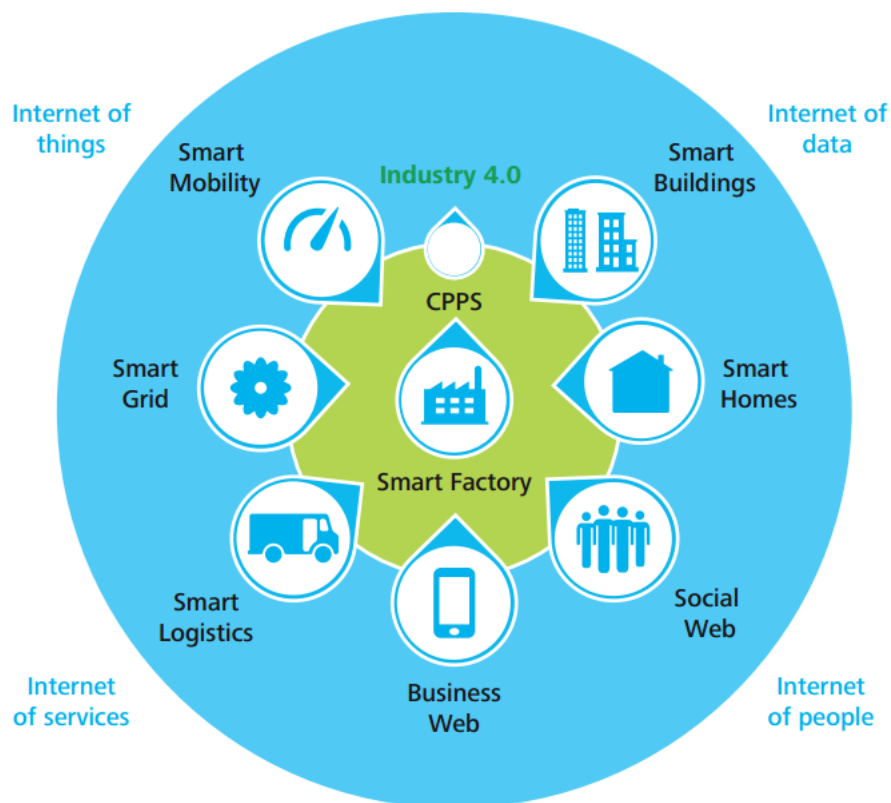 Internet of
things
Internet of
data
Smart
Mobility
Industry 4.0
Smart
Buildings
CPPS
Smart
Grid
Smart
Homes
Smart Factory
Smart
Logistics
Social
Web
Business
Web
Internet
of services
Internet
of people